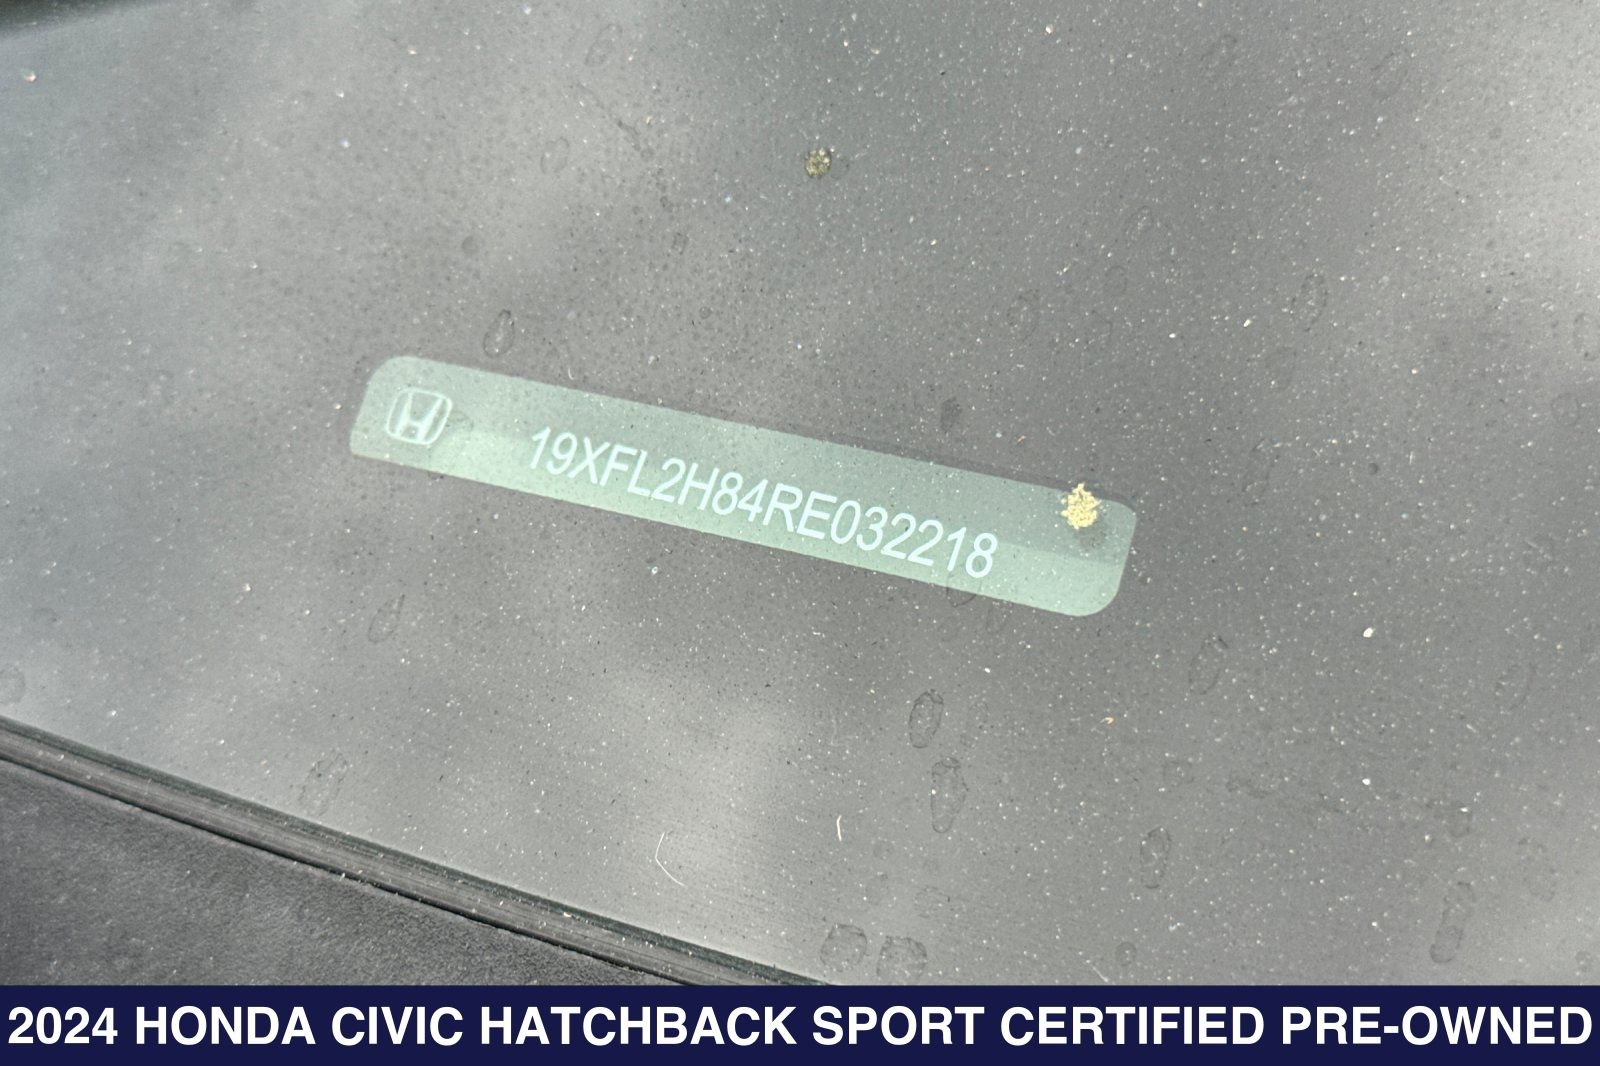 19XFL2H84RE032218
2024 HONDA CIVIC HATCHBACK SPORT CERTIFIED PRE-OWNED